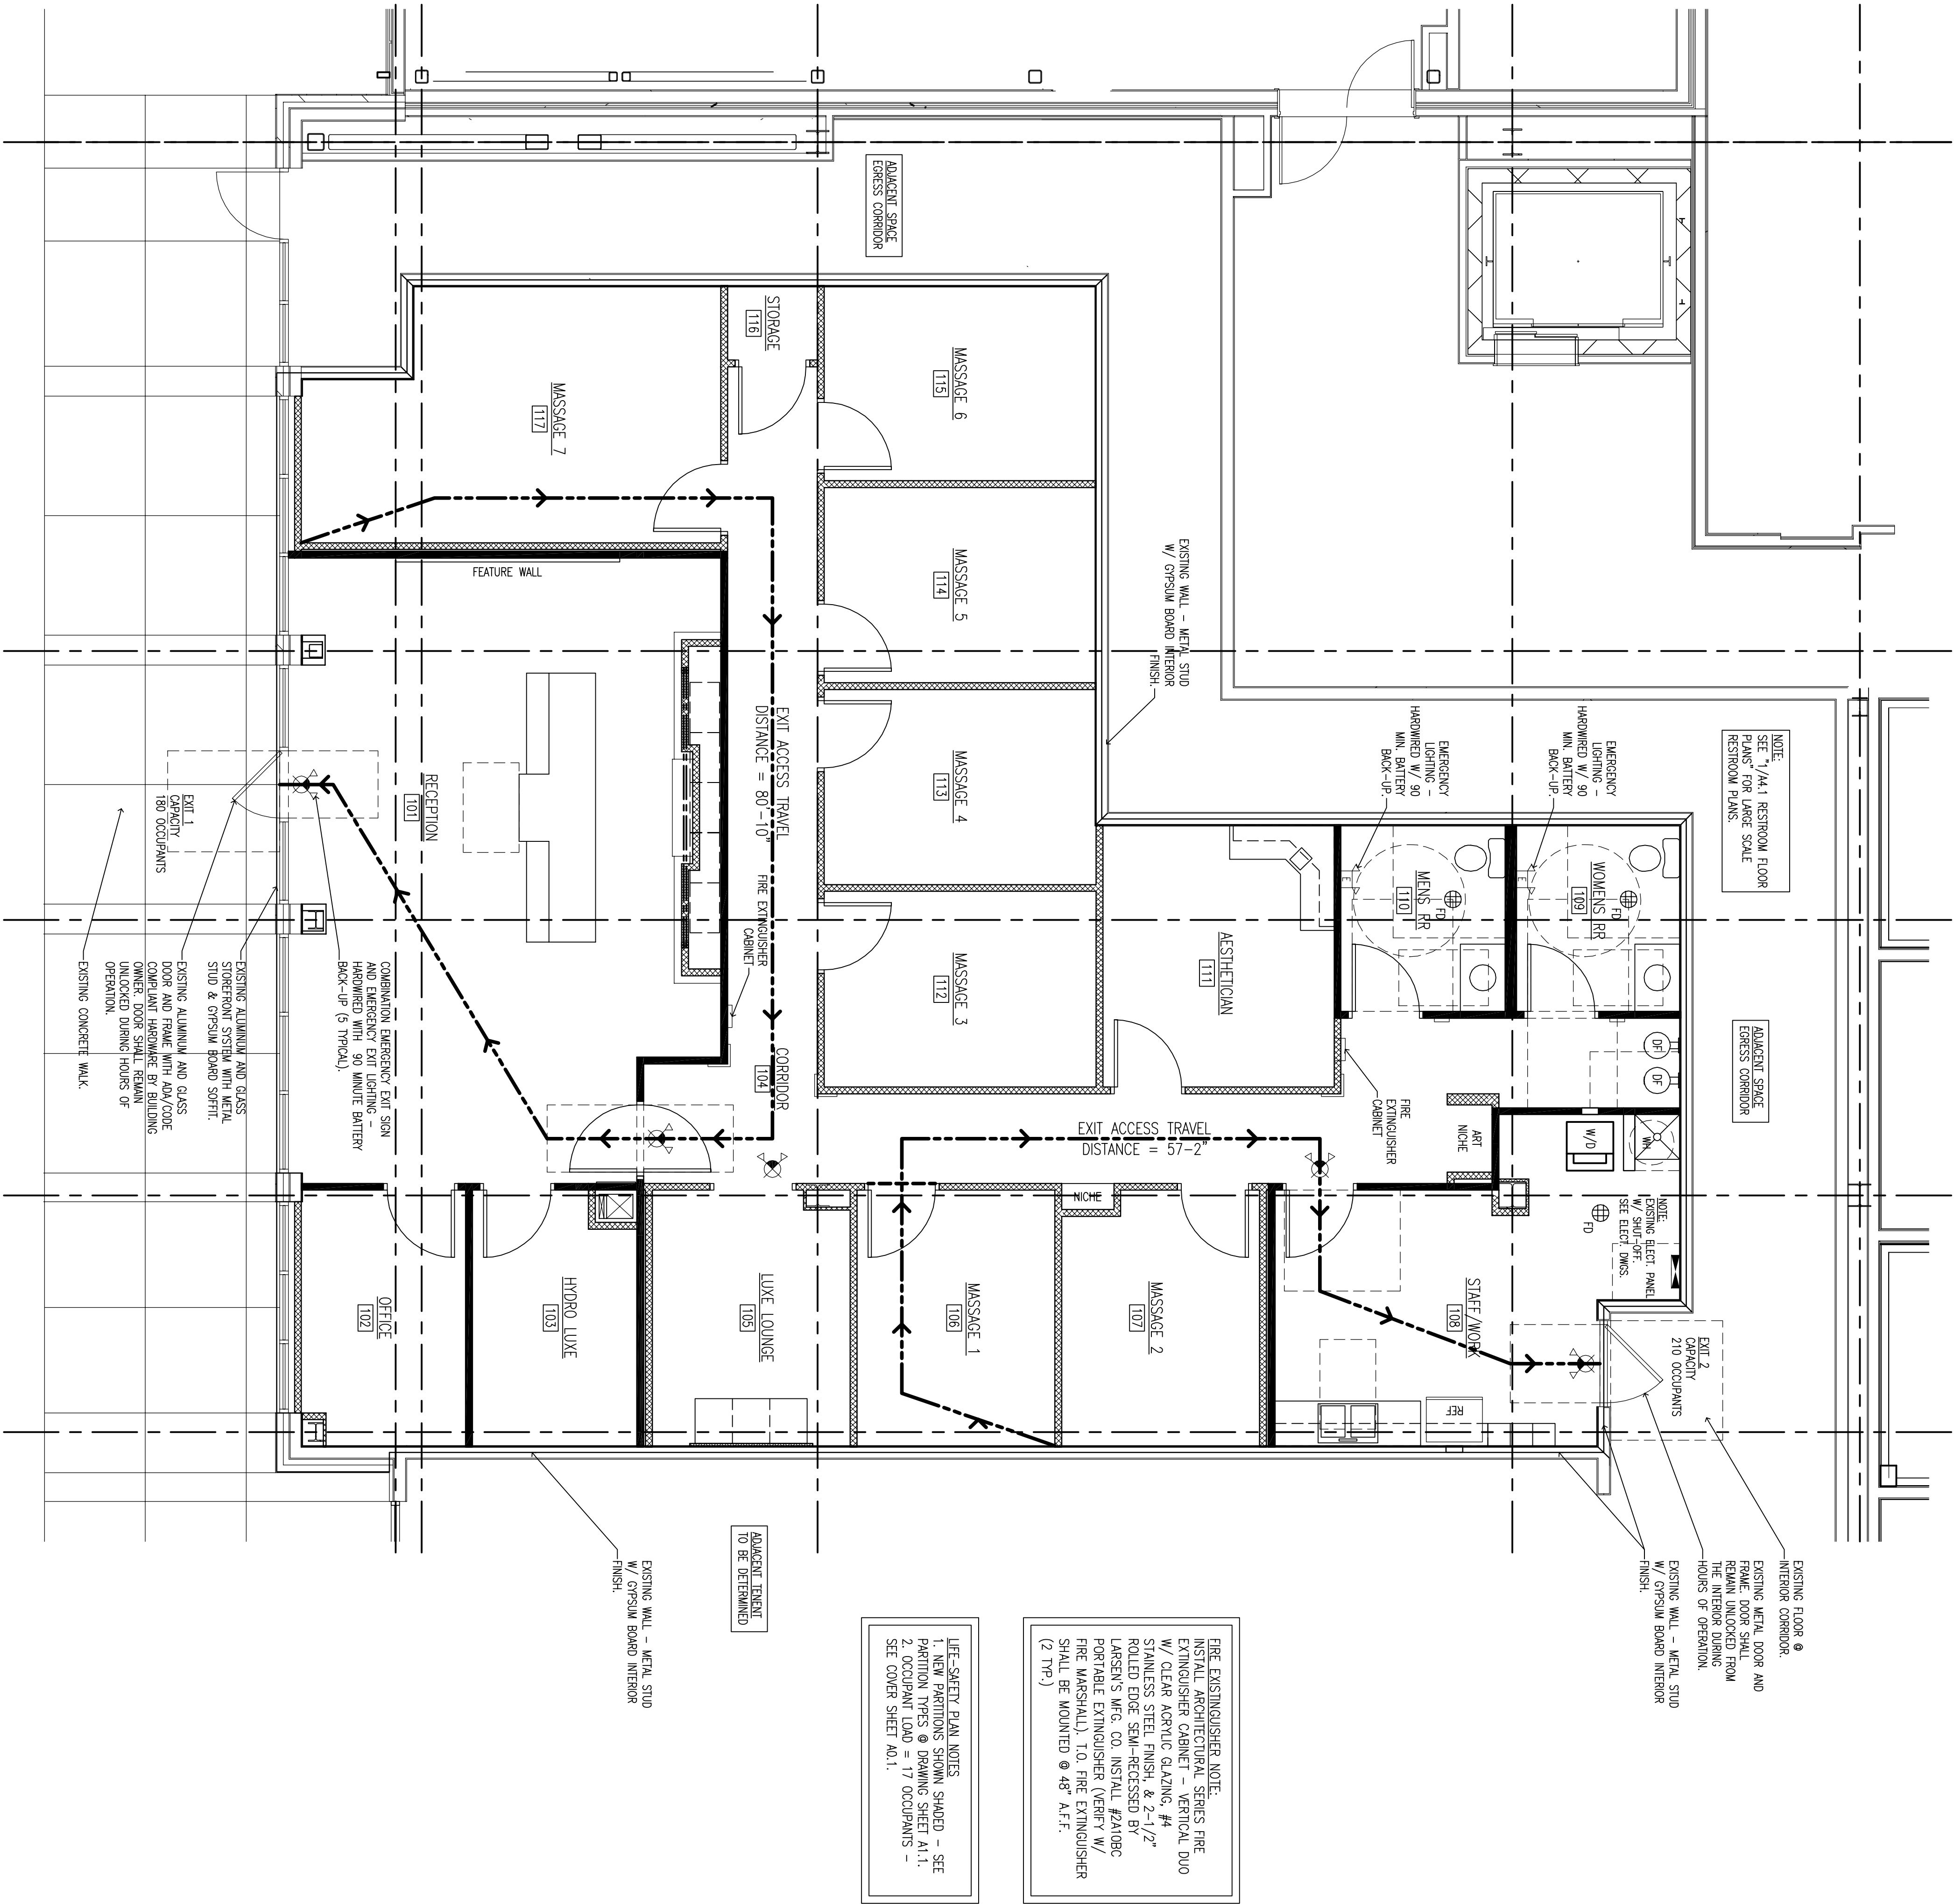 ADJACENT SPACE
EGRESS CORRIDOR
STORAGE
116
MASSAGE 6
115
MASSAGE 7
117
FEATURE WALL
MASSAGE 5
114
EXISTING WALL - METAL STUD
W/ GYPSUM BOARD INTERIOR
FINISH.
MASSAGE 4
113
EXIT ACCESS TRAVEL
DISTANCE = 80'-10"
EMERGENCY
LIGHTING -
HARDWIRED W/ 90
MIN. BATTERY
BACK-UP.
EMERGENCY
LIGHTING -
HARDWIRED W/ 90
MIN. BATTERY
BACK-UP.
NOTE:
SEE "1/A4.1 RESTROOM FLOOR
PLANS" FOR LARGE SCALE
RESTROOM PLANS.
RECEPTION
101
EXIT 1
CAPACITY
180 OCCUPANTS
FIRE EXTINGUISHER
CABINET
MASSAGE 3
112
AESTHETICIAN
111
MENS RR
110
FD
WOMENS RR
109
FD
DF
DF
ADJACENT SPACE
EGRESS CORRIDOR
COMBINATION EMERGENCY EXIT SIGN
AND EMERGENCY EXIT LIGHTING -
HARDWIRED WITH 90 MINUTE BATTERY
BACK-UP (5 TYPICAL).
EXISTING ALUMINUM AND GLASS
STOREFRONT SYSTEM WITH METAL
STUD & GYPSUM BOARD SOFFIT.
EXISTING ALUMINUM AND GLASS
DOOR AND FRAME WITH ADA/CODE
COMPLIANT HARDWARE BY BUILDING
OWNER. DOOR SHALL REMAIN
UNLOCKED DURING HOURS OF
OPERATION.
EXISTING CONCRETE WALK.
CORRIDOR
104
FIRE
EXTINGUISHER
CABINET
EXIT ACCESS TRAVEL
DISTANCE = 57-2"
ART
NICHE
W/D
WH
NICHE
FD
NOTE:
EXISTING ELECT. PANEL
W/ SHUT-OFF.
SEE ELECT. DWGS.
OFFICE
102
HYDRO LUXE
103
LUXE LOUNGE
105
MASSAGE 1
106
MASSAGE 2
107
STAFF/WORK
108
REF
EXIT 2
CAPACITY
210 OCCUPANTS
EXISTING FLOOR @
INTERIOR CORRIDOR.
EXISTING METAL DOOR AND
FRAME. DOOR SHALL
REMAIN UNLOCKED FROM
THE INTERIOR DURING
HOURS OF OPERATION.
EXISTING WALL - METAL STUD
W/ GYPSUM BOARD INTERIOR
FINISH.
ADJACENT TENENT
TO BE DETERMINED
EXISTING WALL - METAL STUD
W/ GYPSUM BOARD INTERIOR
FINISH.
FIRE EXISTINGUISHER NOTE:
INSTALL ARCHITECTURAL SERIES FIRE
EXTINGUISHER CABINET - VERTICAL DUO
W/ CLEAR ACRYLIC GLAZING, #4
STAINLESS STEEL FINISH, & 2-1/2"
ROLLED EDGE SEMI-RECESSED BY
LARSEN'S MFG. CO. INSTALL #2A10BC
PORTABLE EXTINGUISHER (VERIFY W/
FIRE MARSHALL). T.O. FIRE EXTINGUISHER
SHALL BE MOUNTED @ 48" A.F.F.
(2 TYP.)
LIFE-SAFETY PLAN NOTES
1. NEW PARTITIONS SHOWN SHADED - SEE
PARTITION TYPES @ DRAWING SHEET A1.1.
2. OCCUPANT LOAD = 17 OCCUPANTS -
SEE COVER SHEET A0.1.